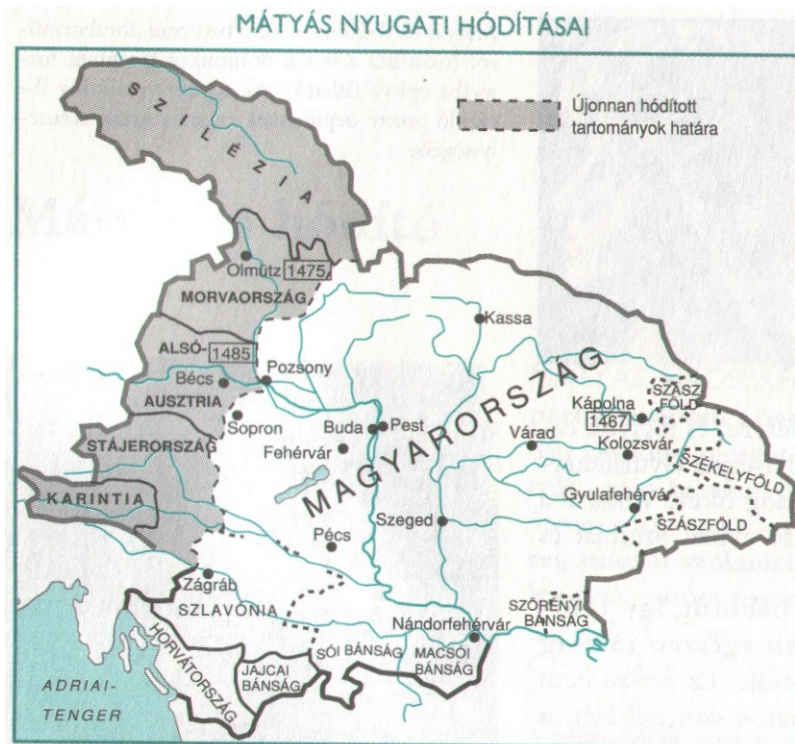 MÁTYÁS NYUGATI HÓDÍTÁSAI
Újonnan hódított
tartományok határa
SZILÉZIA
Olmütz 1475
MORVAORSZÁG
ALSÓ-
1485
Bécs
AUSZTRIA
Pozsony
Sopron
STÁJERORSZÁG
KARINTIA
Kassa
MAGYARORSZÁG
Buda
Pest
Fehérvár
Várad
Kápolna
1467
Kolozsvár
SZÁSZ
FÖLD
SZÉKELYFÖLD
Gyulafehérvár
SZÁSZFÖLD
Szeged
Pécs
Zágráb
SZLAVÓNIA
Nándorfehérvár
SZÖRÉNYI
BÁNSÁG
HORVÁTORSZÁG
JAJCAI
BÁNSÁG
SÓI BÁNSÁG
MACSÓI
BÁNSÁG
ADRIAI-
TENGER